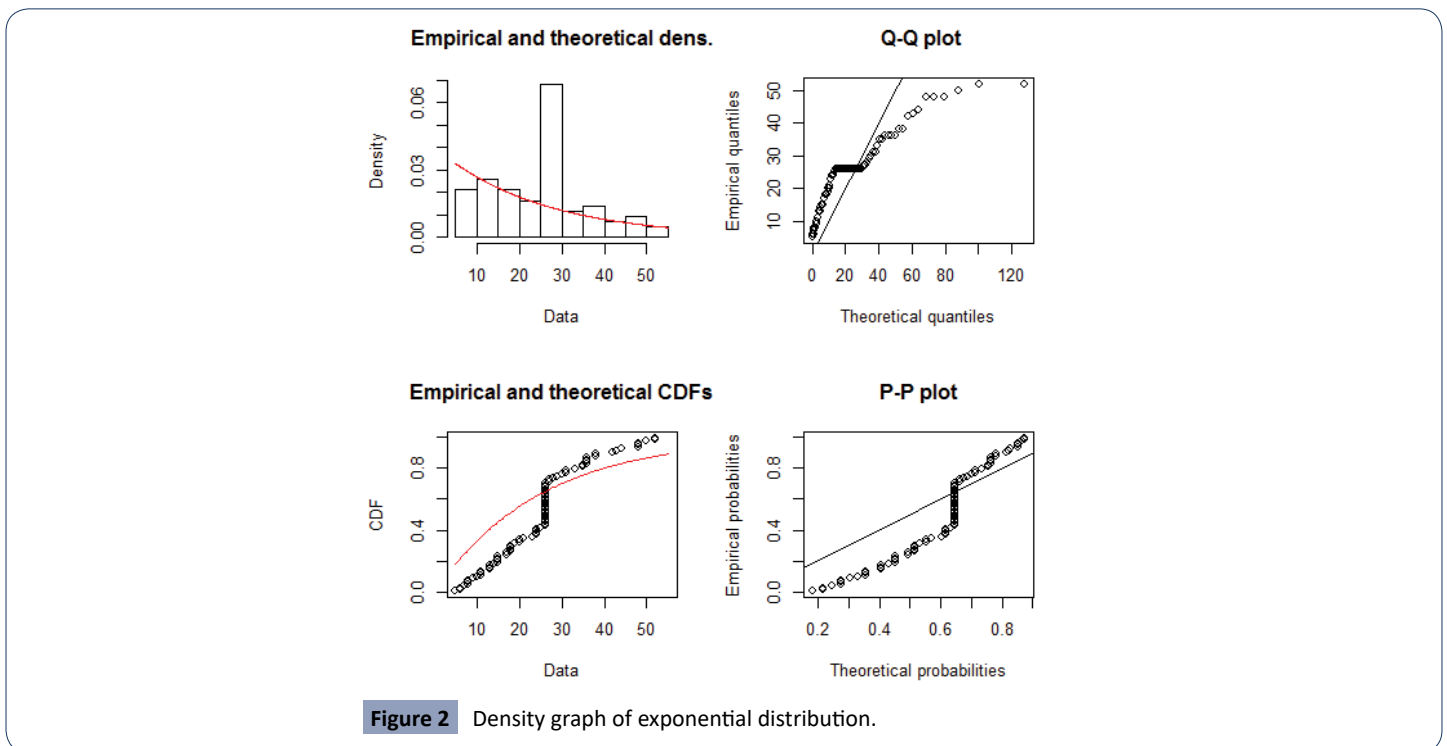 Empirical and theoretical dens.
Density
0.00 0.03 0.06
10 20 30 40 50
Data
Q-Q plot
Empirical quantiles
10 20 30 40 50
0 20 40 60 80 120
Theoretical quantiles
Empirical and theoretical CDFs
CDF
0.0 0.4 0.8
10 20 30 40 50
Data
P-P plot
Empirical probabilities
0.0 0.4 0.8
0.2 0.4 0.6 0.8
Theoretical probabilities
Figure 2 Density graph of exponential distribution.